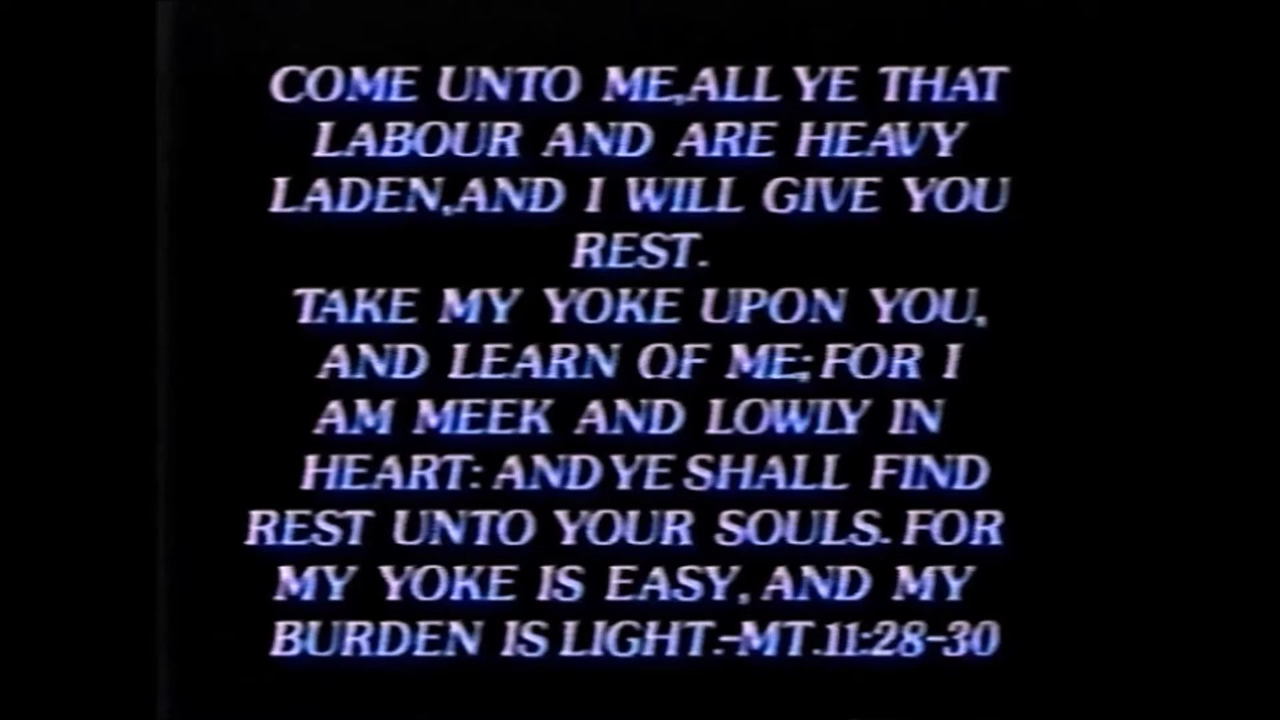 COME UNTO ME,ALL YE THAT
LABOUR AND ARE HEAVY
LADEN,AND I WILL GIVE YOU
REST.
TAKE MY YOKE UPON YOU,
AND LEARN OF ME; FOR I
AM MEEK AND LOWLY IN
HEART: AND YE SHALL FIND
REST UNTO YOUR SOULS. FOR
MY YOKE IS EASY, AND MY
BURDEN IS LIGHT.-MT.11:28-30